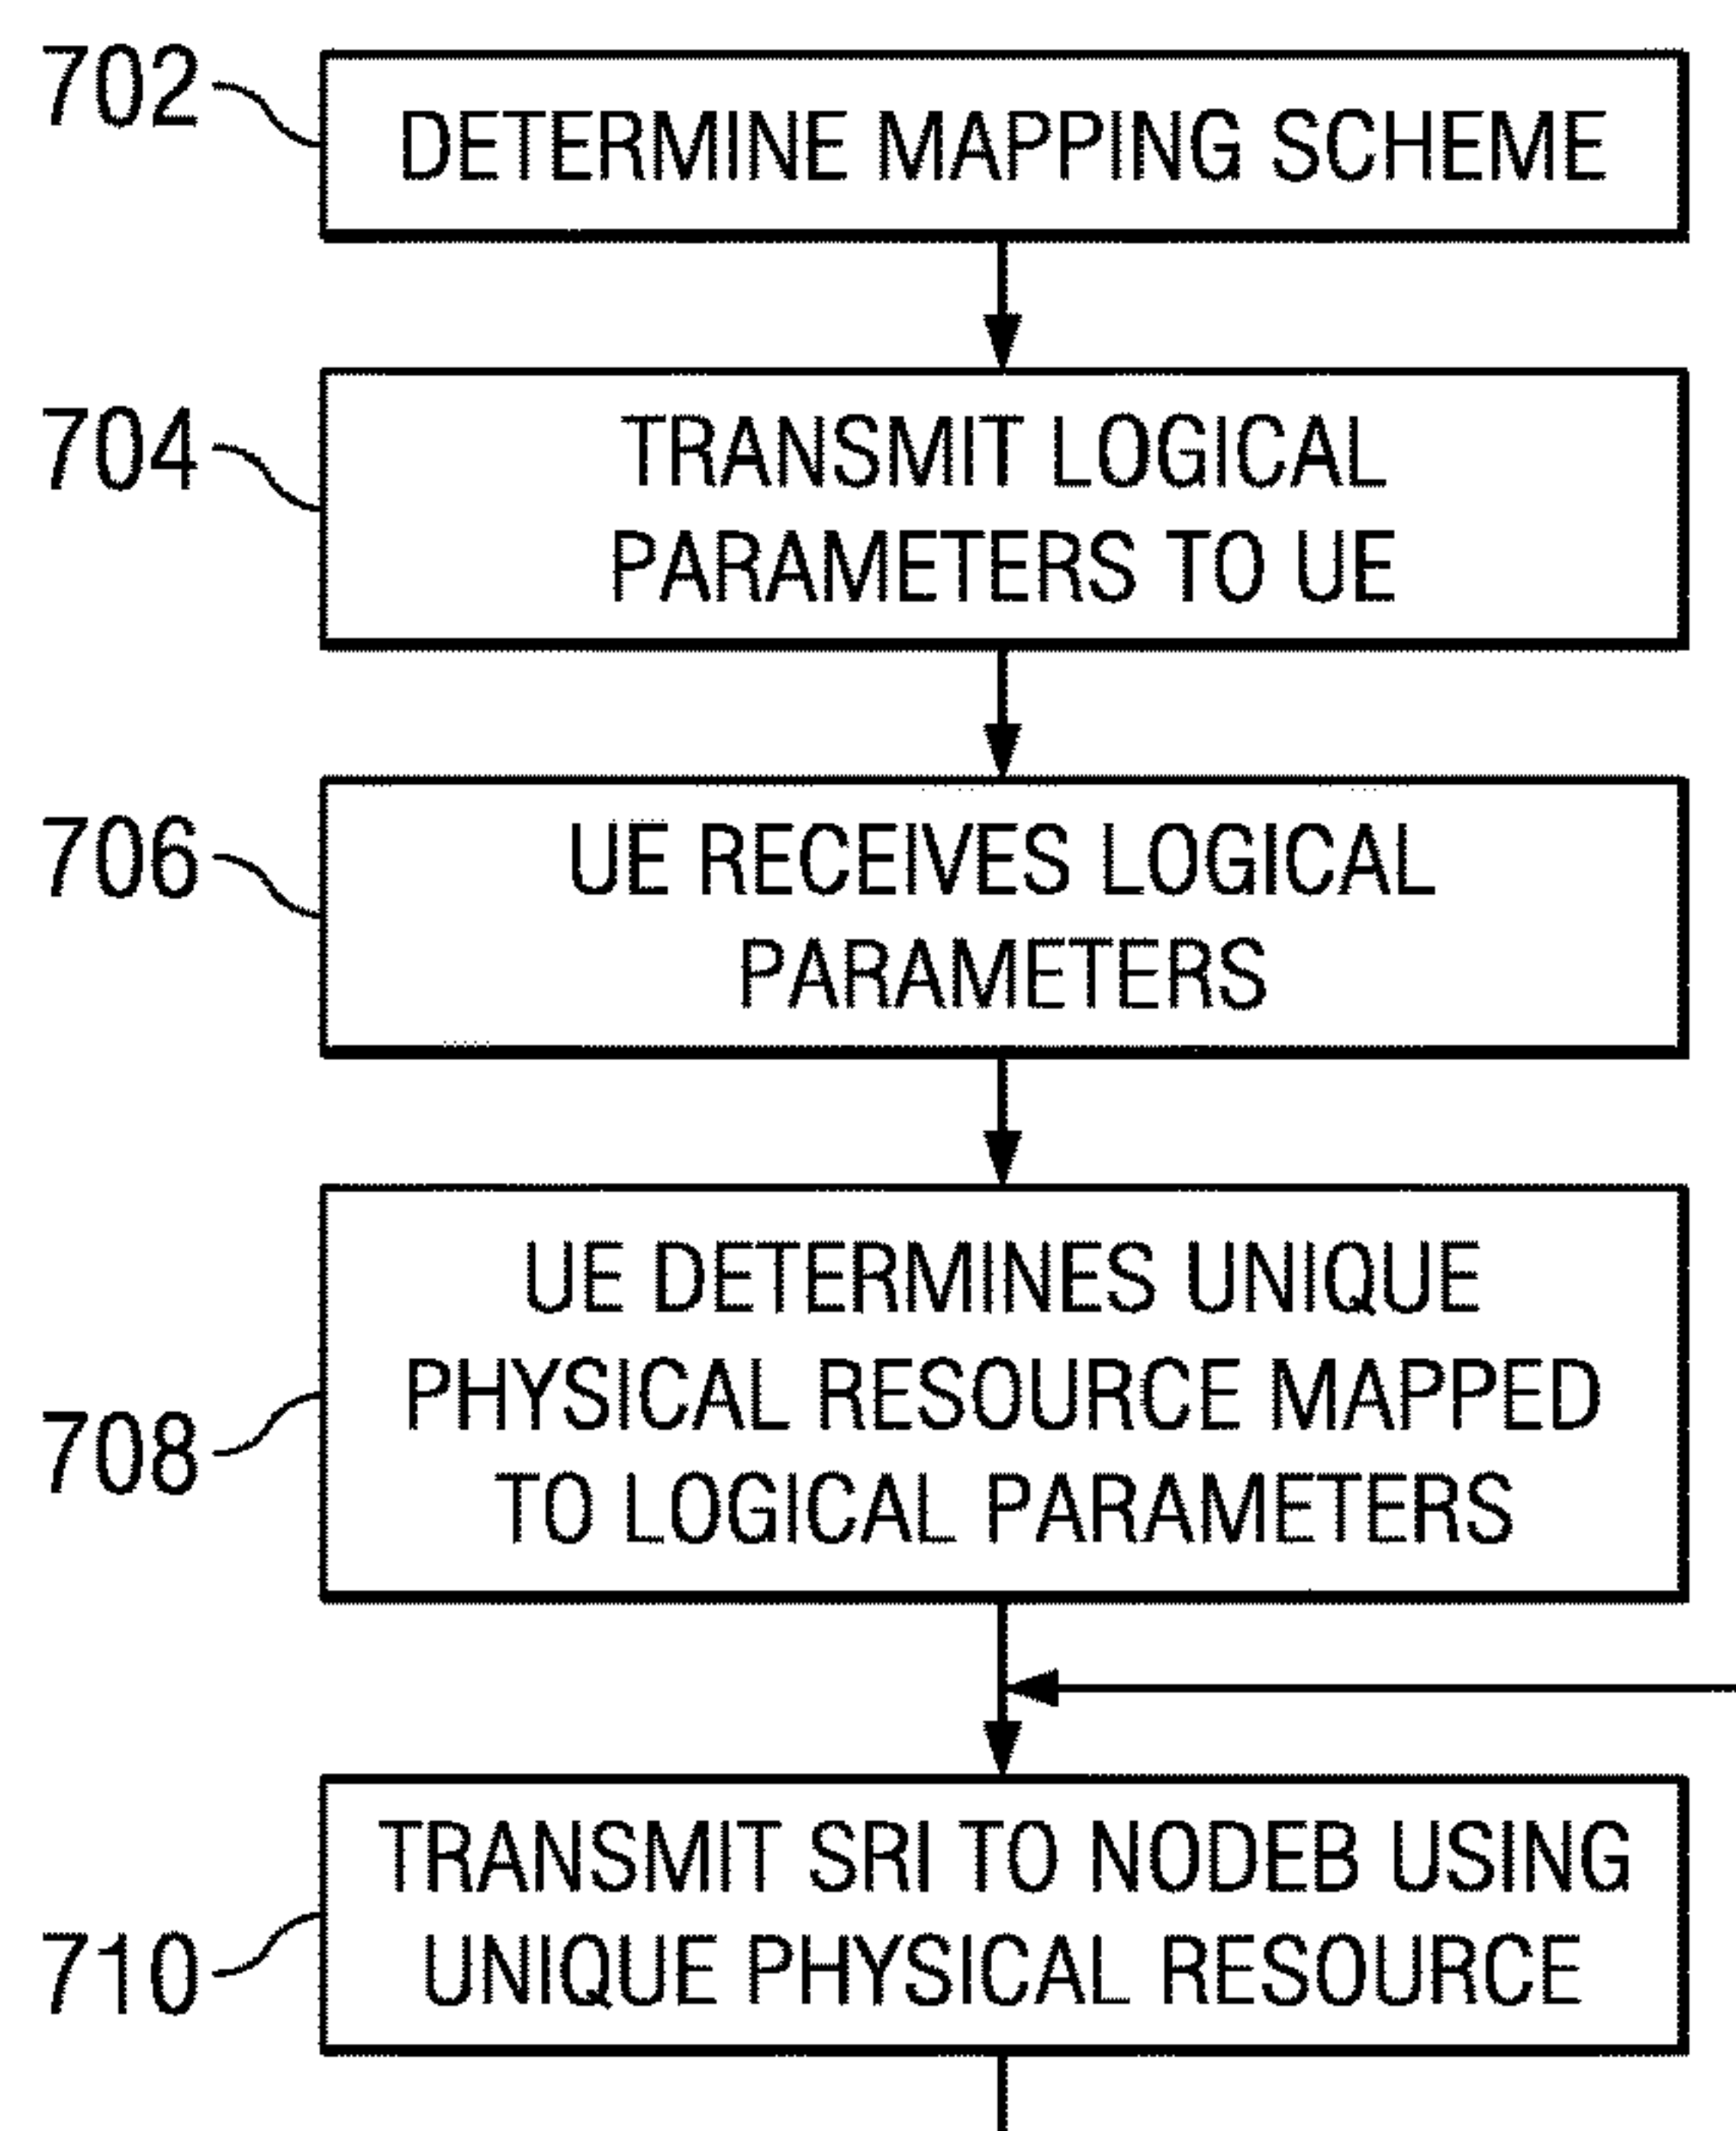 702
DETERMINE MAPPING SCHEME
704
TRANSMIT LOGICAL
PARAMETERS TO UE
706
UE RECEIVES LOGICAL
PARAMETERS
708
UE DETERMINES UNIQUE
PHYSICAL RESOURCE MAPPED
TO LOGICAL PARAMETERS
710
TRANSMIT SRI TO NODEB USING
UNIQUE PHYSICAL RESOURCE